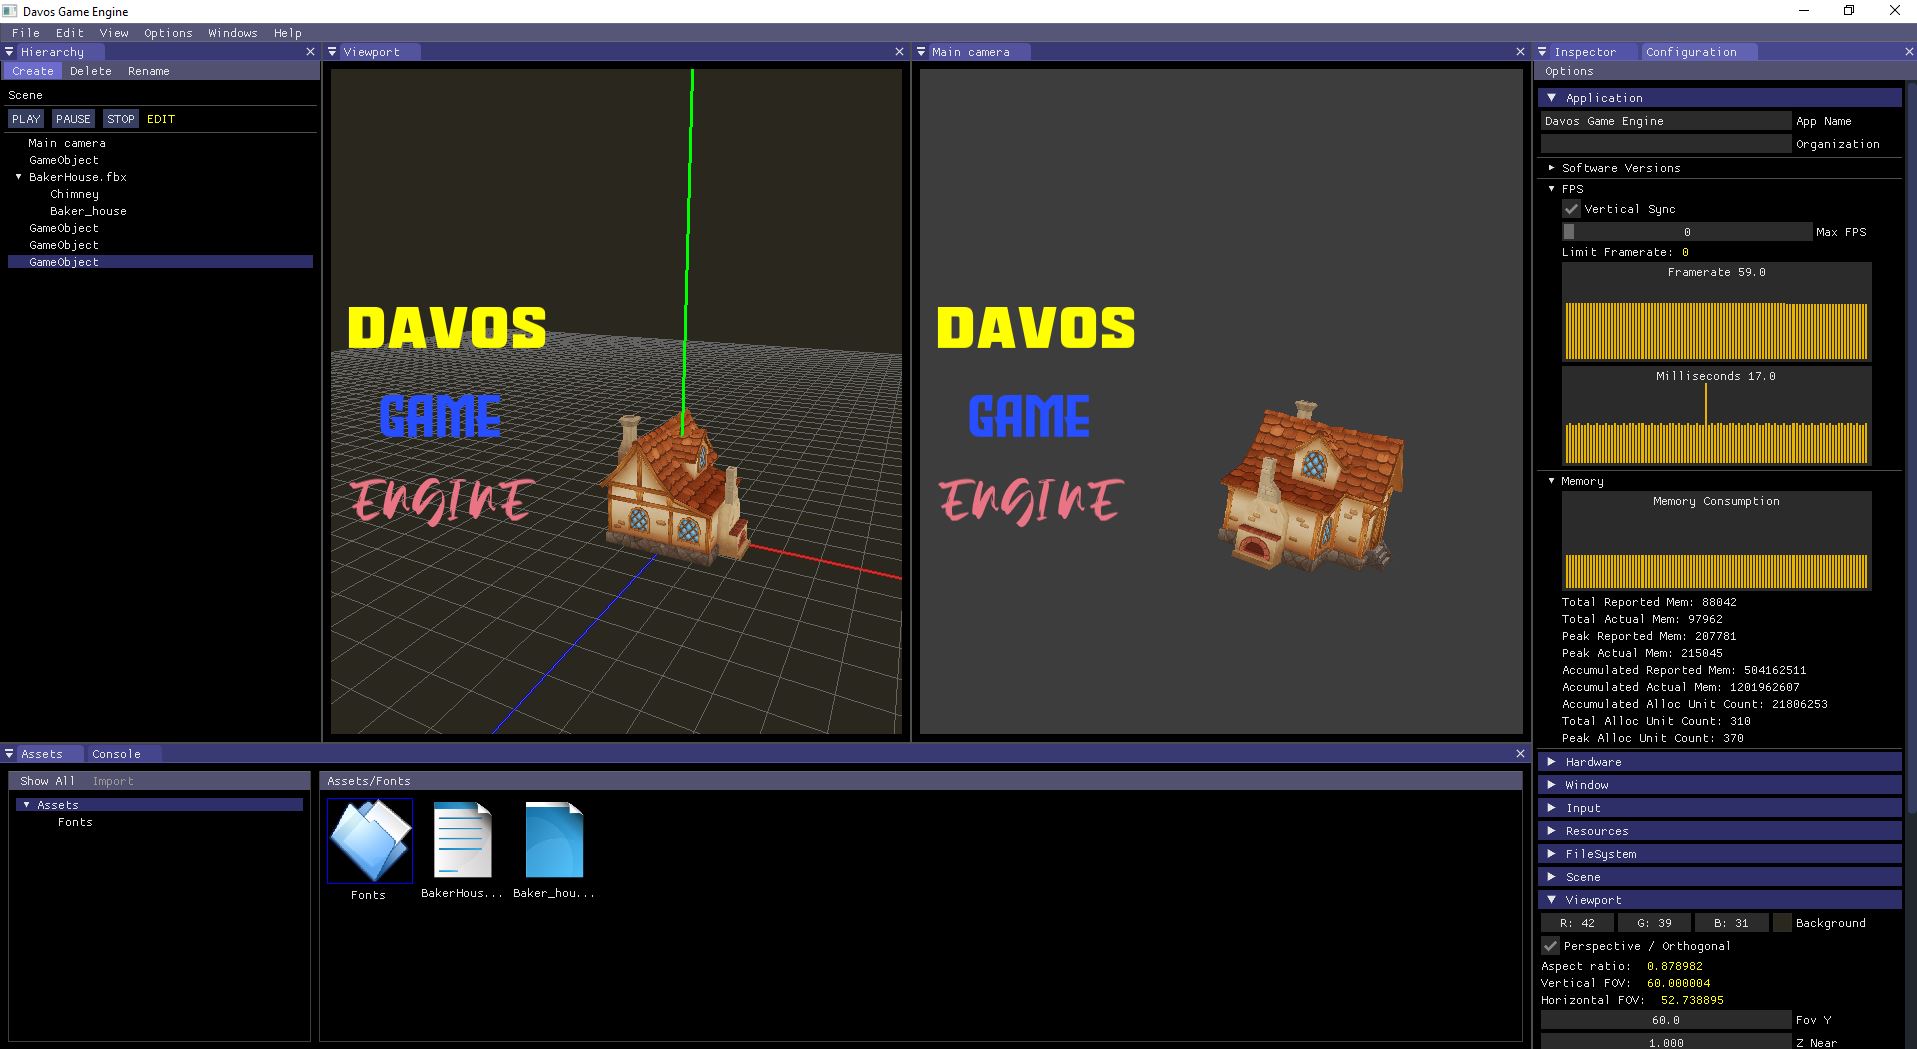 Davos Game Engine
File Edit View Options Windows Help
Hierarchy
Create Delete Rename
Scene
PLAY PAUSE STOP EDIT
Main camera
GameObject
BakerHouse.fbx
Chimney
Baker_house
GameObject
GameObject
GameObject
Viewport
DAVOS
GAME
ENGINE
Main camera
DAVOS
GAME
ENGINE
Inspector Configuration
Options
Application
Davos Game Engine App Name
Organization
Software Versions
FPS
Vertical Sync
0 Max FPS
Limit Framerate: 0
Framerate 59.0
Milliseconds 17.0
Memory
Memory Consumption
Total Reported Mem: 88042
Total Actual Mem: 97962
Peak Reported Mem: 207781
Peak Actual Mem: 215045
Accumulated Reported Mem: 504162511
Accumulated Actual Mem: 1201962607
Accumulated Alloc Unit Count: 21806253
Total Alloc Unit Count: 310
Peak Alloc Unit Count: 370
Hardware
Window
Input
Resources
FileSystem
Scene
Viewport
R: 42 G: 39 B: 31 Background
Perspective / Orthogonal
Aspect ratio: 0.878982
Vertical FOV: 60.000004
Horizontal FOV: 52.738895
60.0 Fov Y
1.000 Z Near
Assets Console
Show All Import
Assets
Fonts
Assets/Fonts
Fonts
BakerHous...
Baker_hou...